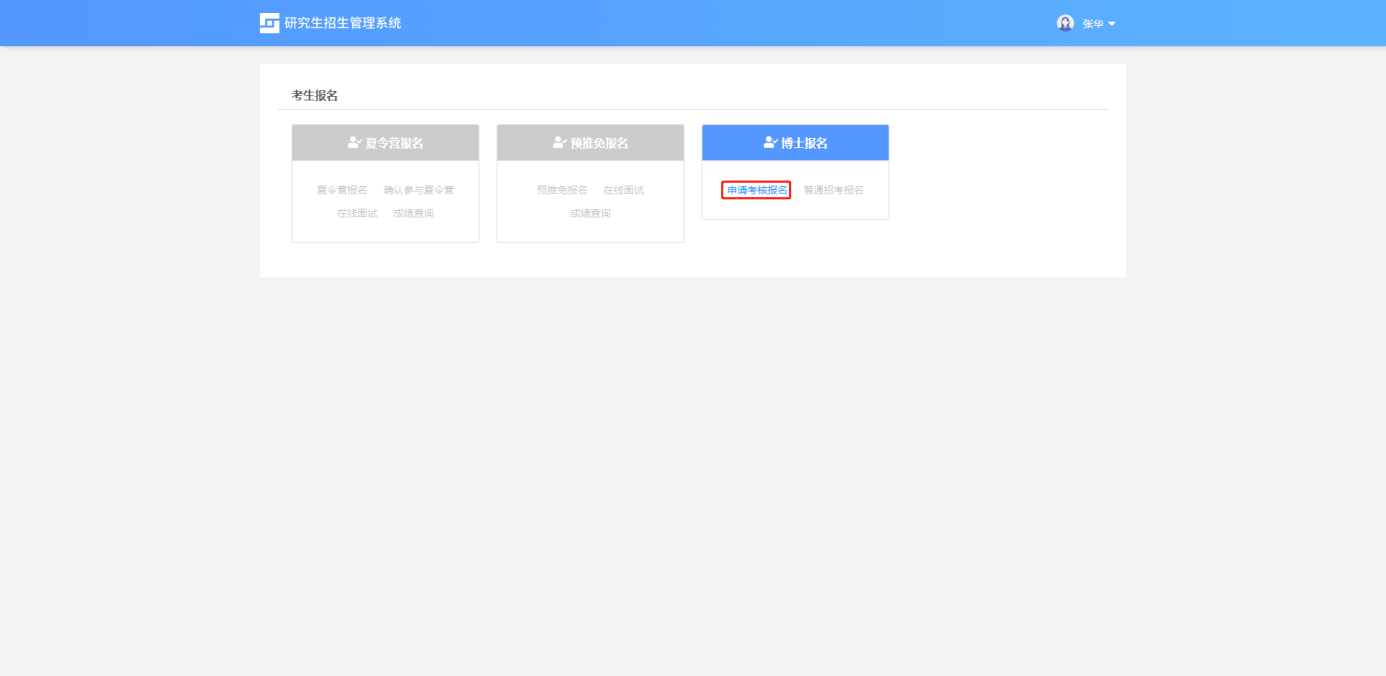 研究生招生管理系统
张华
考生报名
夏令营报名
夏令营报名 确认参与夏令营
在线面试 成绩查询
预推免报名
预推免报名 在线面试
成绩查询
博士报名
申请考核报名 普通招考报名